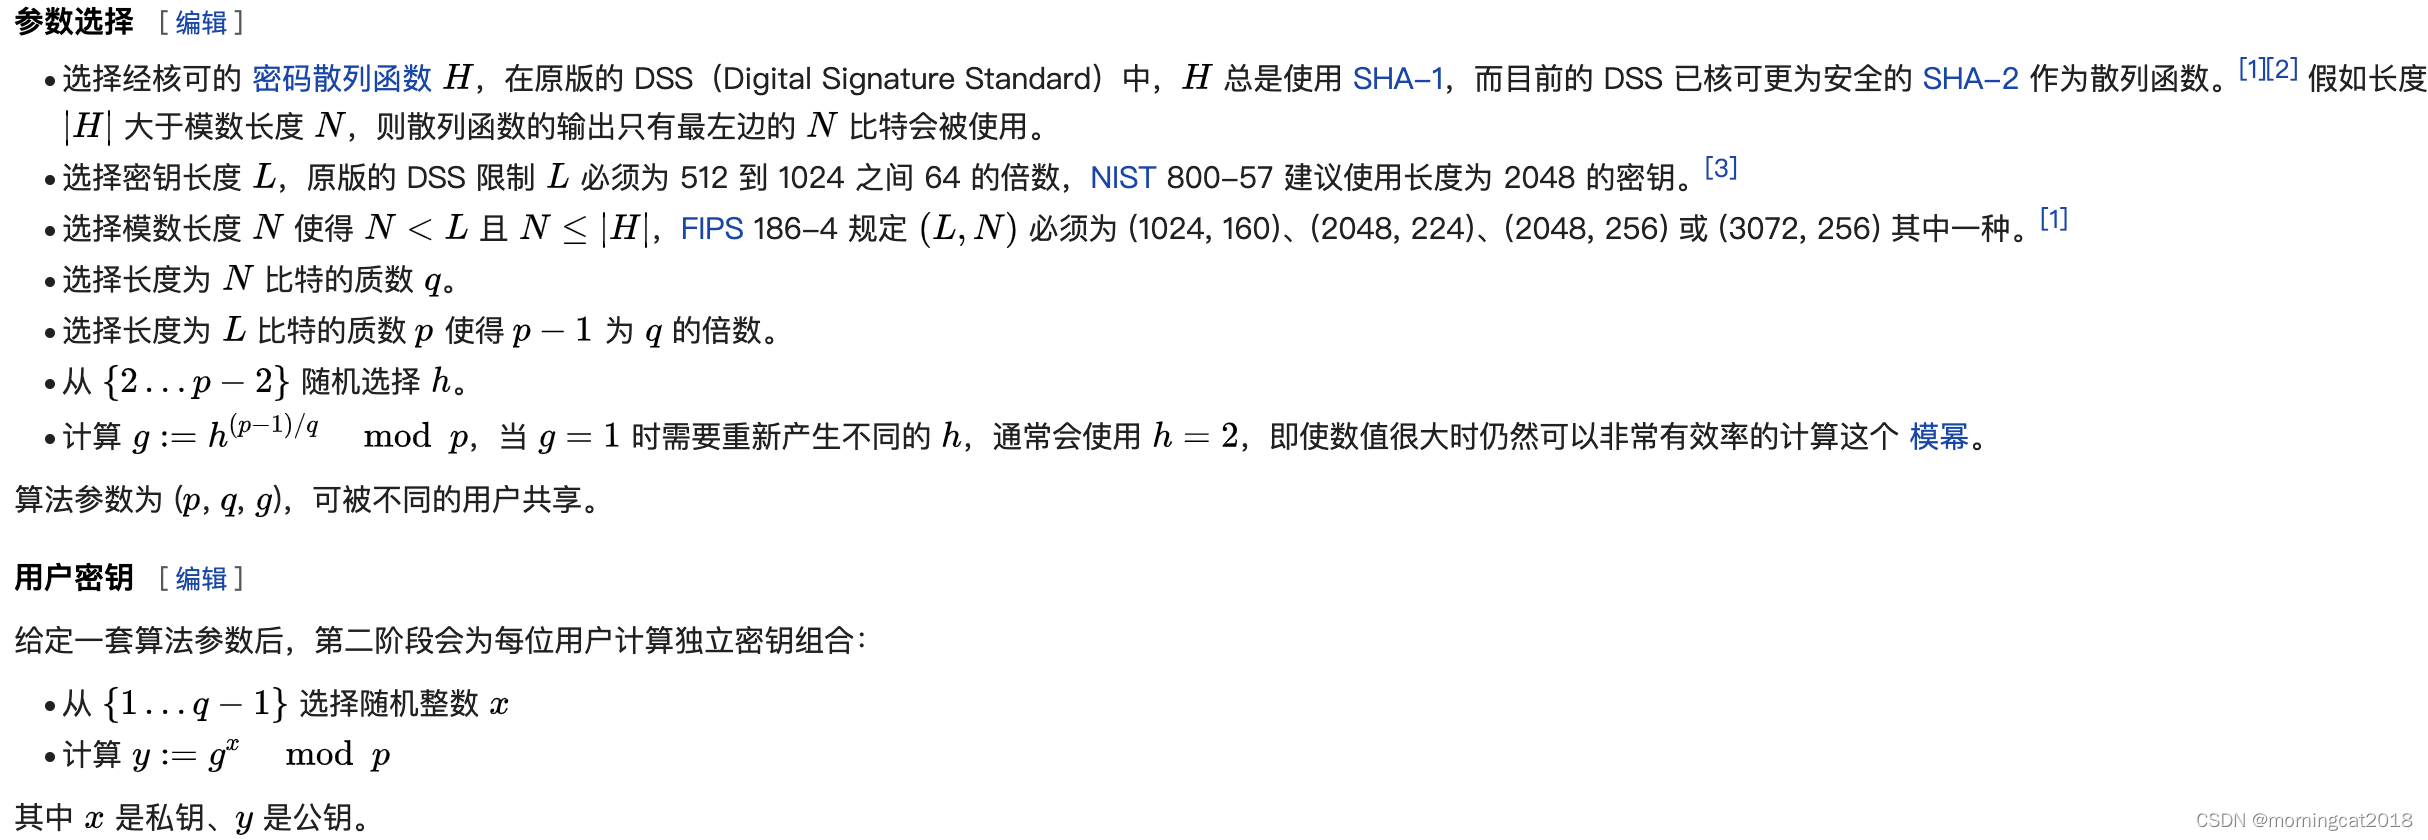 参数选择 [ 编辑 ]
• 选择经核可的 密码散列函数 H，在原版的 DSS（Digital Signature Standard）中，H 总是使用 SHA-1，而目前的 DSS 已核可更为安全的 SHA-2 作为散列函数。[1][2] 假如长度
|H| 大于模数长度 N，则散列函数的输出只有最左边的 N 比特会被使用。
• 选择密钥长度 L，原版的 DSS 限制 L 必须为 512 到 1024 之间 64 的倍数，NIST 800-57 建议使用长度为 2048 的密钥。[3]
• 选择模数长度 N 使得 N < L 且 N ≤ |H|，FIPS 186-4 规定 (L, N) 必须为 (1024, 160)、(2048, 224)、(2048, 256) 或 (3072, 256) 其中一种。[1]
• 选择长度为 N 比特的质数 q。
• 选择长度为 L 比特的质数 p 使得 p − 1 为 q 的倍数。
• 从 {2 … p − 2} 随机选择 h。
• 计算 g := h^(p−1)/q mod p，当 g = 1 时需要重新产生不同的 h，通常会使用 h = 2，即使数值很大时仍然可以非常有效率的计算这个 模幂。
算法参数为 (p, q, g)，可被不同的用户共享。
用户密钥 [ 编辑 ]
给定一套算法参数后，第二阶段会为每位用户计算独立密钥组合：
• 从 {1 … q − 1} 选择随机整数 x
• 计算 y := g^x mod p
其中 x 是私钥、y 是公钥。
CSDN @morningcat2018